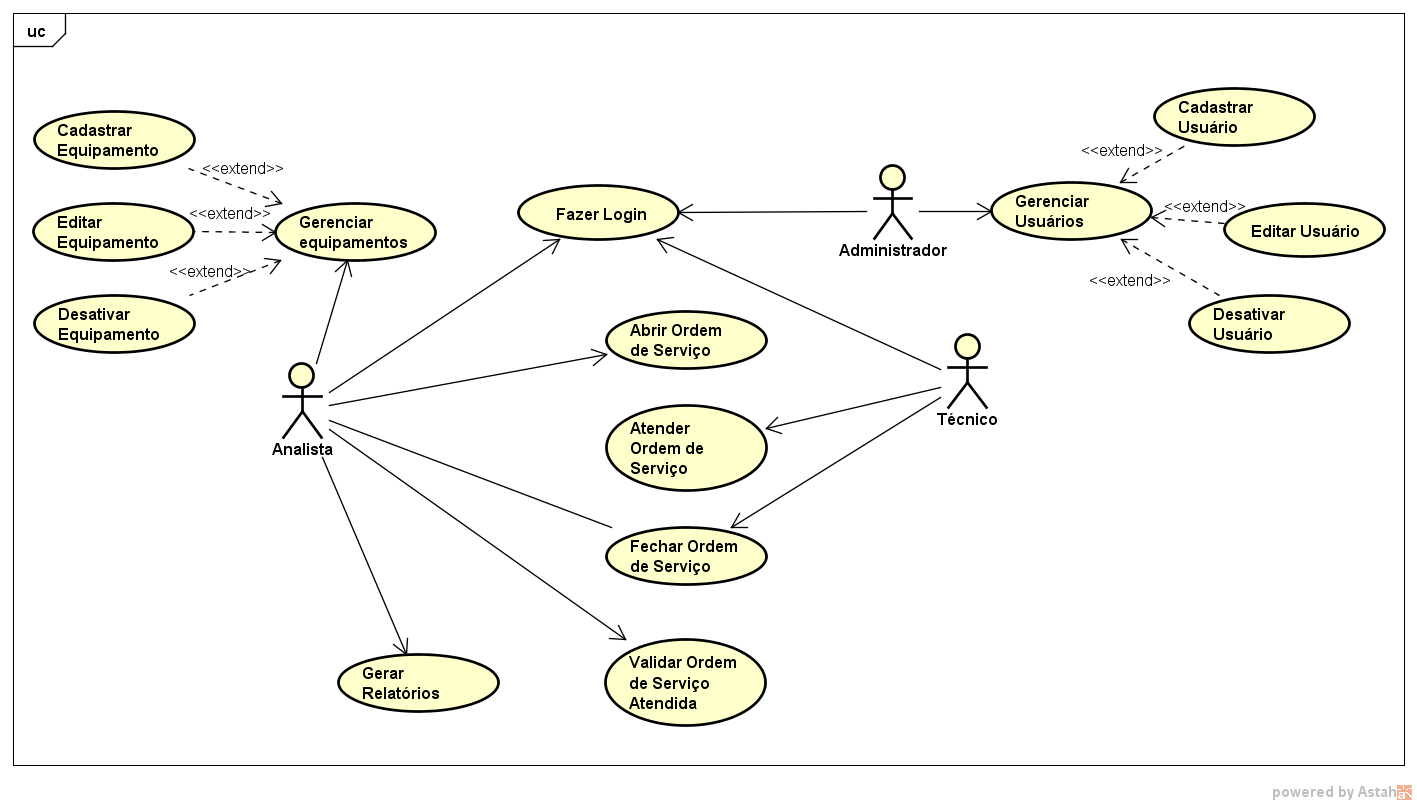 uc
Cadastrar
Equipamento
<<extend>>
Editar
Equipamento
<<extend>>
Desativar
Equipamento
<<extend>>
Gerenciar
equipamentos
Fazer Login
Administrador
Gerenciar
Usuários
Cadastrar
Usuário
<<extend>>
<<extend>>
Editar Usuário
<<extend>>
Desativar
Usuário
Abrir Ordem
de Serviço
Técnico
Analista
Atender
Ordem de
Serviço
Fechar Ordem
de Serviço
Gerar
Relatórios
Validar Ordem
de Serviço
Atendida
powered by Astah